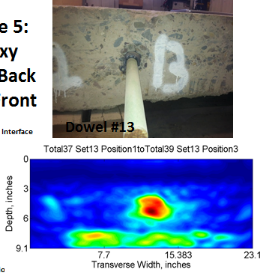 e 5:
xy
Back
ront
Interface
B
Dowel #13
Total37 Set13 Position1toTotal39 Set13 Position3
Depth, inches
0
3
6
9.1
7.7
15.383
23.1
Transverse Width, inches